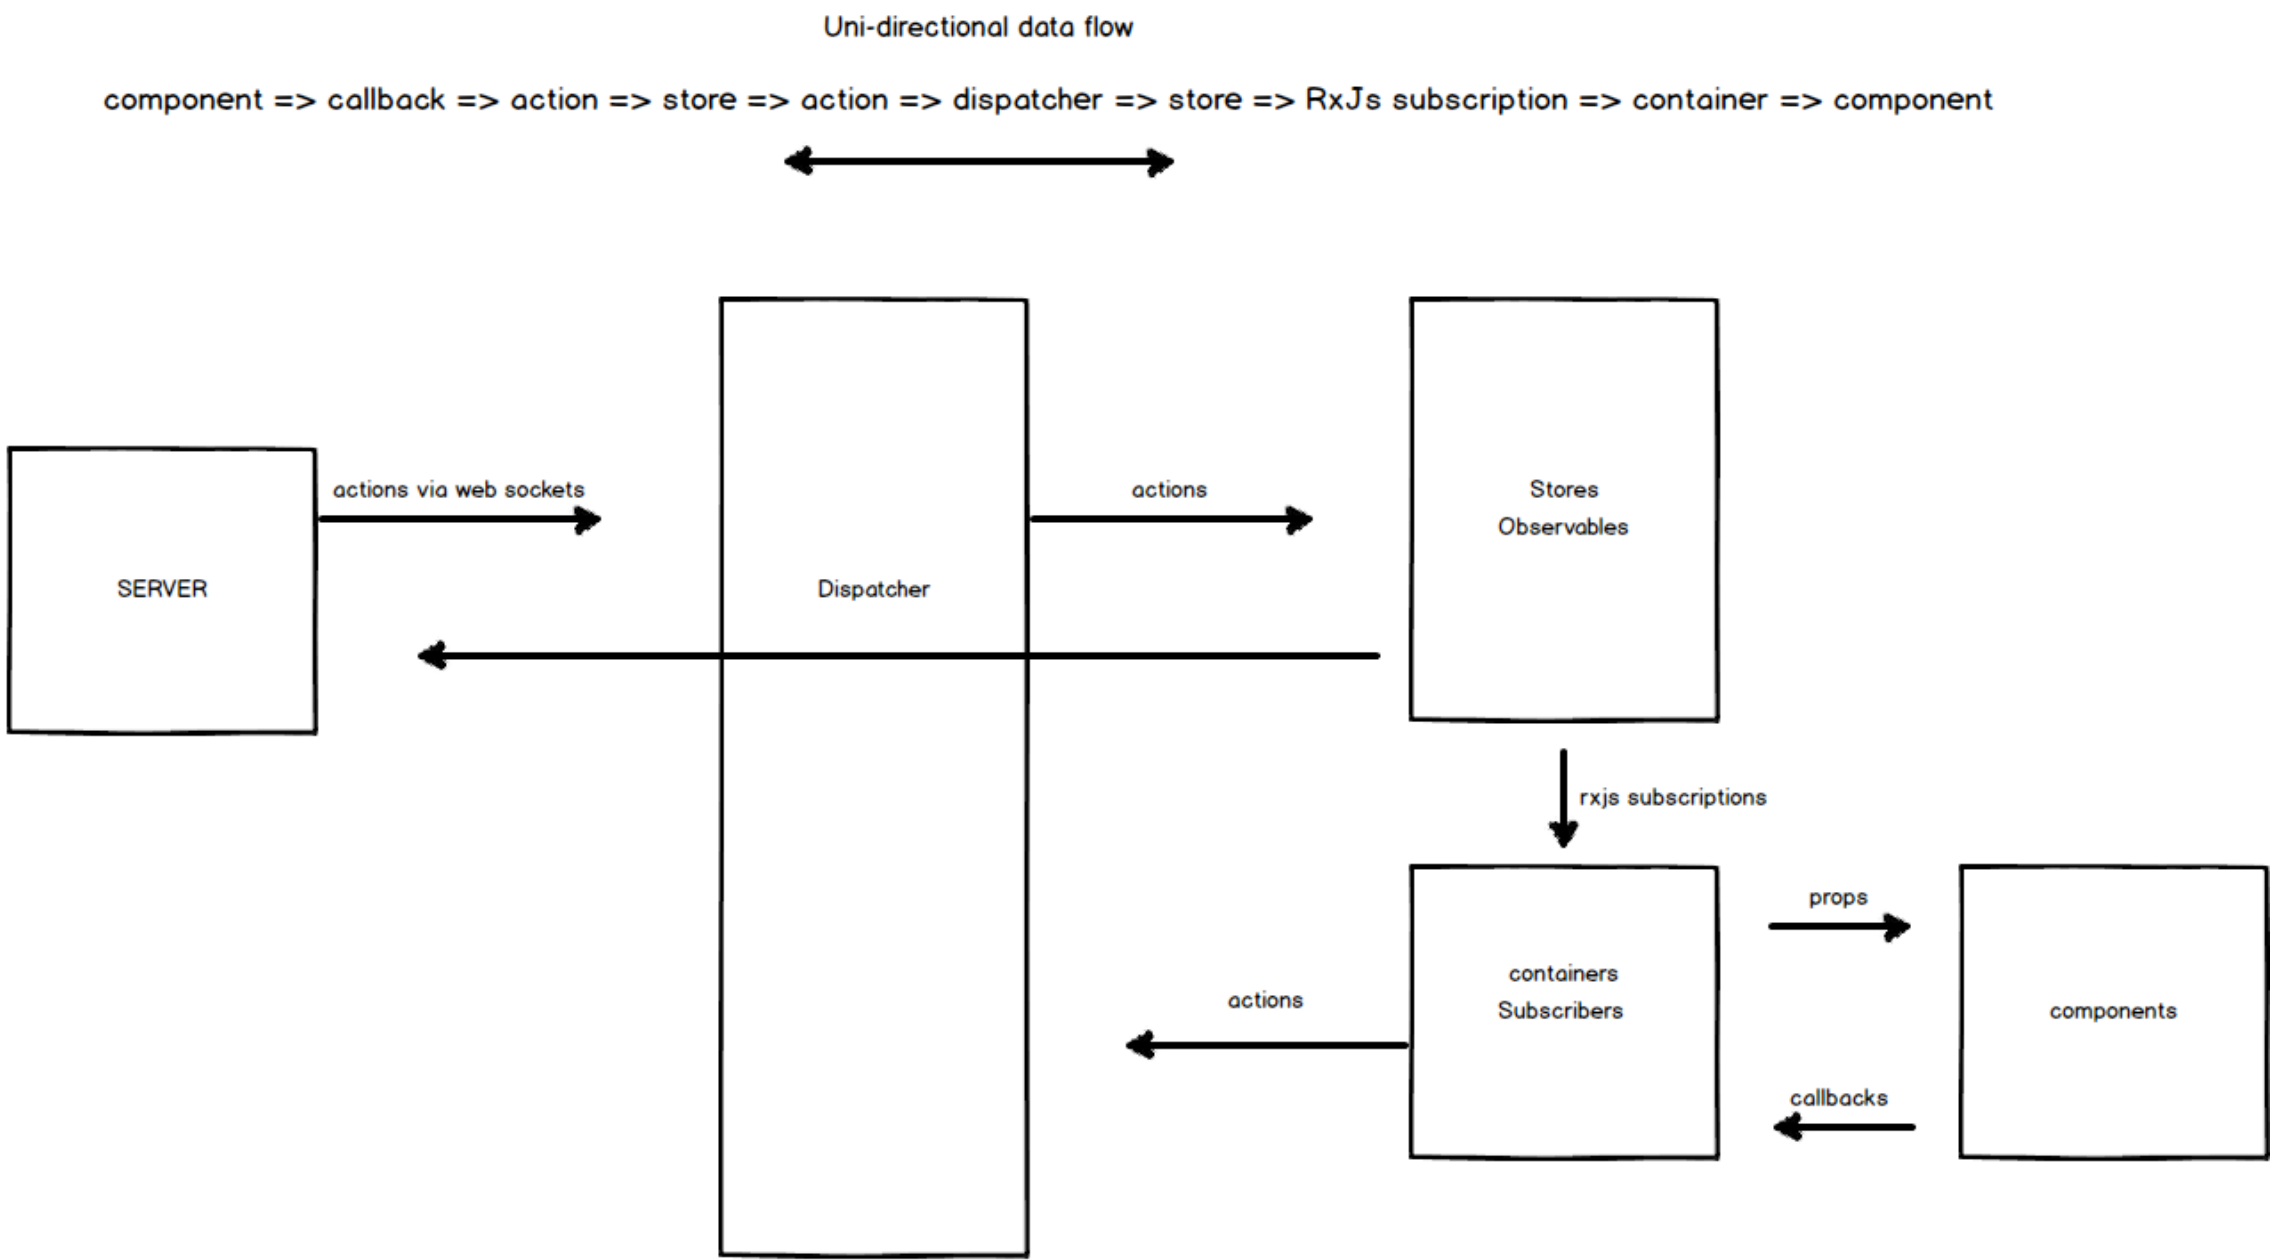 Uni-directional data flow
component => callback => action => store => action => dispatcher => store => RxJs subscription => container => component
actions via web sockets
actions
Stores
Observables
SERVER
Dispatcher
rxjs subscriptions
props
containers
Subscribers
actions
components
callbacks